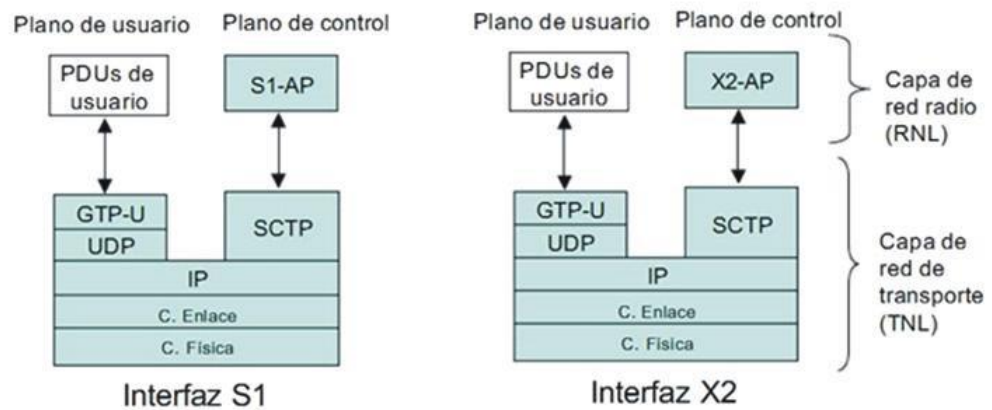 Plano de usuario
Plano de control
PDUs de
usuario
S1-AP
GTP-U
UDP
SCTP
IP
C. Enlace
C. Física
Interfaz S1
Plano de usuario
Plano de control
PDUs de
usuario
X2-AP
GTP-U
UDP
SCTP
IP
C. Enlace
C. Física
Interfaz X2
Capa de
red radio
(RNL)
Capa de
red de
transporte
(TNL)